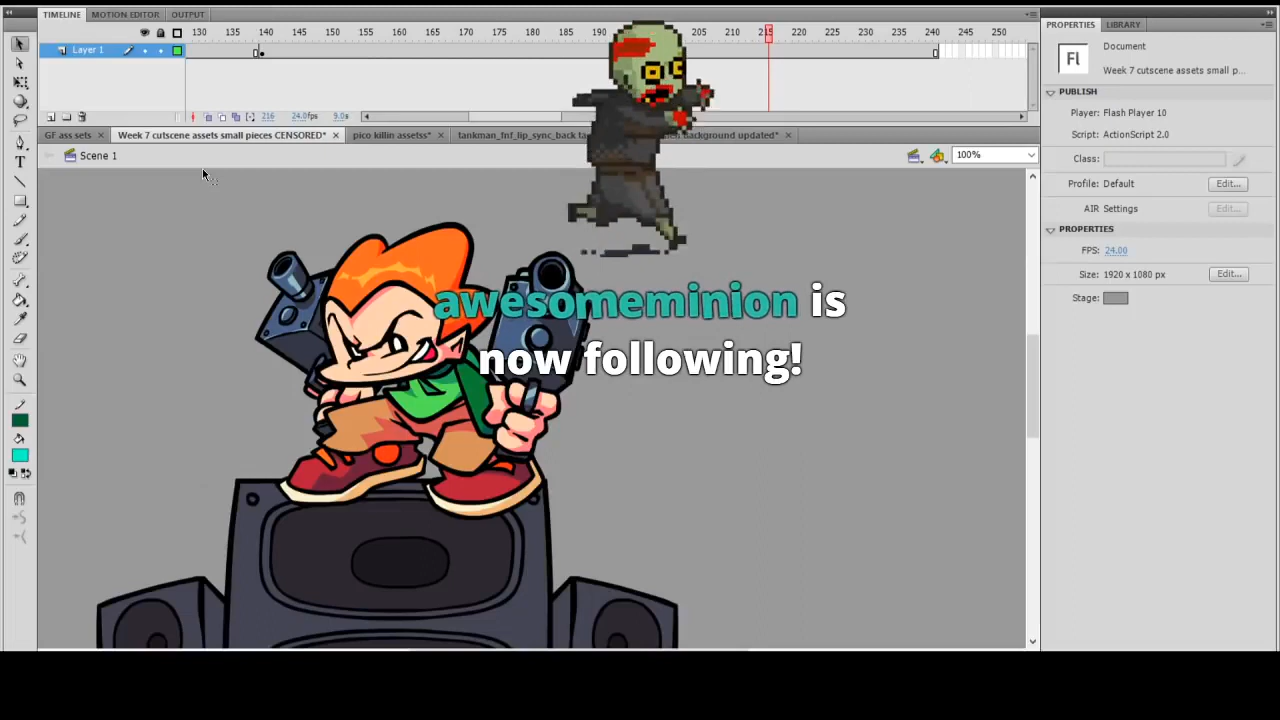 TIMELINE MOTION EDITOR OUTPUT
PROPERTIES LIBRARY
130 135 140 145 150 155 160 165 170 175 180 185 190 205 210 215 220 225 230 235 240 245 250
Layer 1
Fl
Document
Week 7 cutscene assets small p...
PUBLISH
Player: Flash Player 10
Script: ActionScript 2.0
Class:
Profile: Default Edit...
AIR Settings Edit...
PROPERTIES
FPS: 24.00
Size: 1920 x 1080 px Edit...
Stage:
216 24.0fps 9.0s
GF ass sets Week 7 cutscene assets small pieces CENSORED* pico killin assetss* tankman_fnf_lip_sync_back background updated*
Scene 1
100%
T
awesomeminion is
now following!